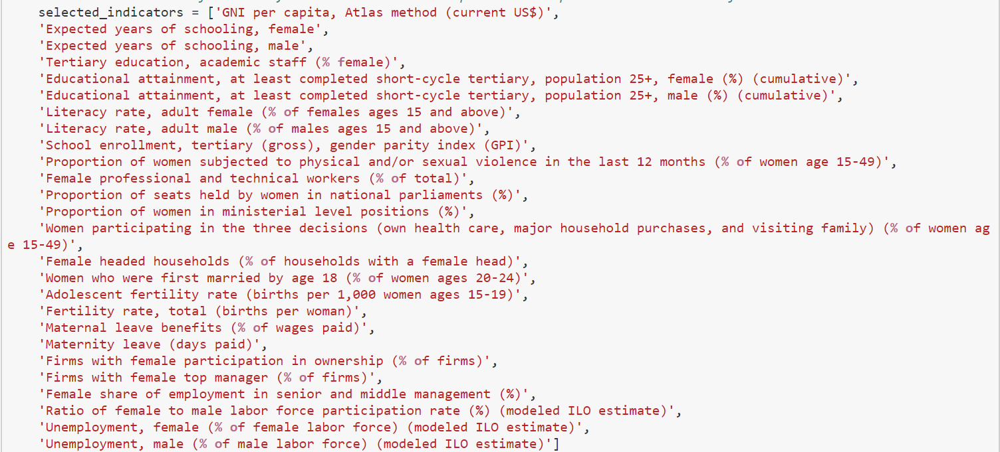 selected_indicators = ['GNI per capita, Atlas method (current US$)',
'Expected years of schooling, female',
'Expected years of schooling, male',
'Tertiary education, academic staff (% female)',
'Educational attainment, at least completed short-cycle tertiary, population 25+, female (%) (cumulative)',
'Educational attainment, at least completed short-cycle tertiary, population 25+, male (%) (cumulative)',
'Literacy rate, adult female (% of females ages 15 and above)',
'Literacy rate, adult male (% of males ages 15 and above)',
'School enrollment, tertiary (gross), gender parity index (GPI)',
'Proportion of women subjected to physical and/or sexual violence in the last 12 months (% of women age 15-49)',
'Female professional and technical workers (% of total)',
'Proportion of seats held by women in national parliaments (%)',
'Proportion of women in ministerial level positions (%)',
'Women participating in the three decisions (own health care, major household purchases, and visiting family) (% of women ag
e 15-49)',
'Female headed households (% of households with a female head)',
'Women who were first married by age 18 (% of women ages 20-24)',
'Adolescent fertility rate (births per 1,000 women ages 15-19)',
'Fertility rate, total (births per woman)',
'Maternal leave benefits (% of wages paid)',
'Maternity leave (days paid)',
'Firms with female participation in ownership (% of firms)',
'Firms with female top manager (% of firms)',
'Female share of employment in senior and middle management (%)',
'Ratio of female to male labor force participation rate (%) (modeled ILO estimate)',
'Unemployment, female (% of female labor force) (modeled ILO estimate)',
'Unemployment, male (% of male labor force) (modeled ILO estimate)']